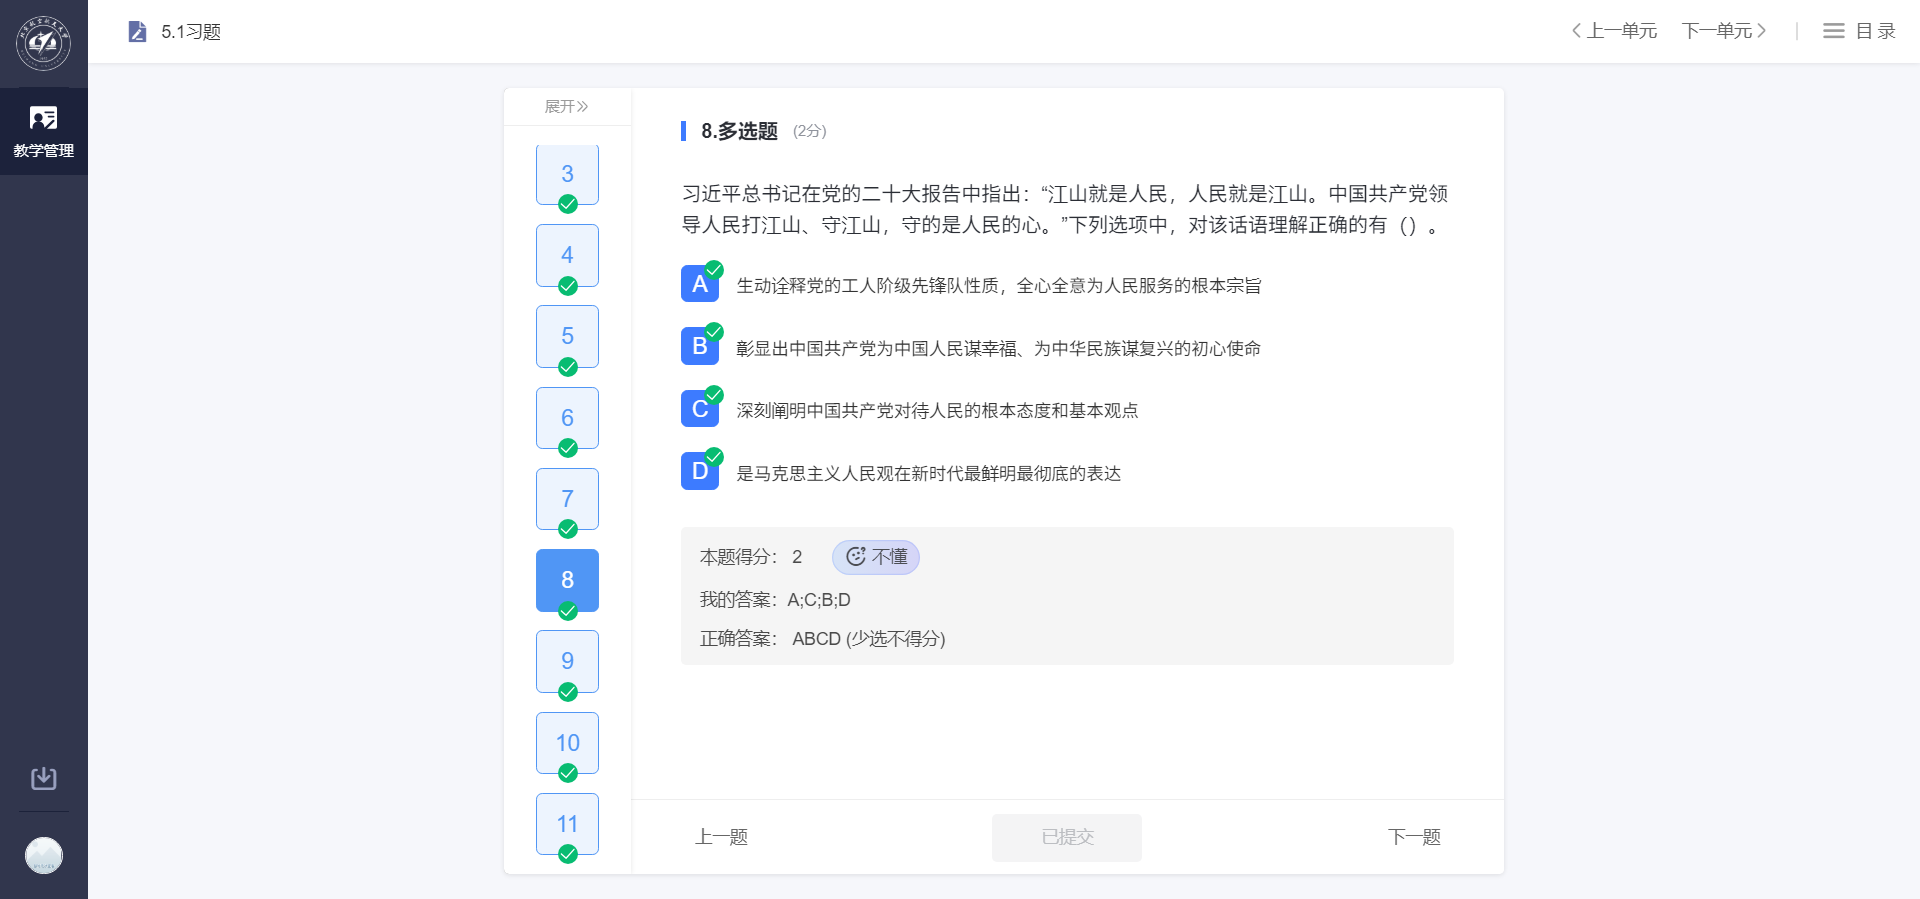 5.1习题
上一单元 下一单元
目录
教学管理
展开
3
4
5
6
7
8
9
10
11
8.多选题 (2分)
习近平总书记在党的二十大报告中指出：“江山就是人民，人民就是江山。中国共产党领
导人民打江山、守江山，守的是人民的心。”下列选项中，对该话语理解正确的有（）。
A 生动诠释党的工人阶级先锋队性质，全心全意为人民服务的根本宗旨
B 彰显出中国共产党为中国人民谋幸福、为中华民族谋复兴的初心使命
C 深刻阐明中国共产党对待人民的根本态度和基本观点
D 是马克思主义人民观在新时代最鲜明最彻底的表达
本题得分： 2 不懂
我的答案： A;C;B;D
正确答案： ABCD (少选不得分)
上一题 已提交 下一题